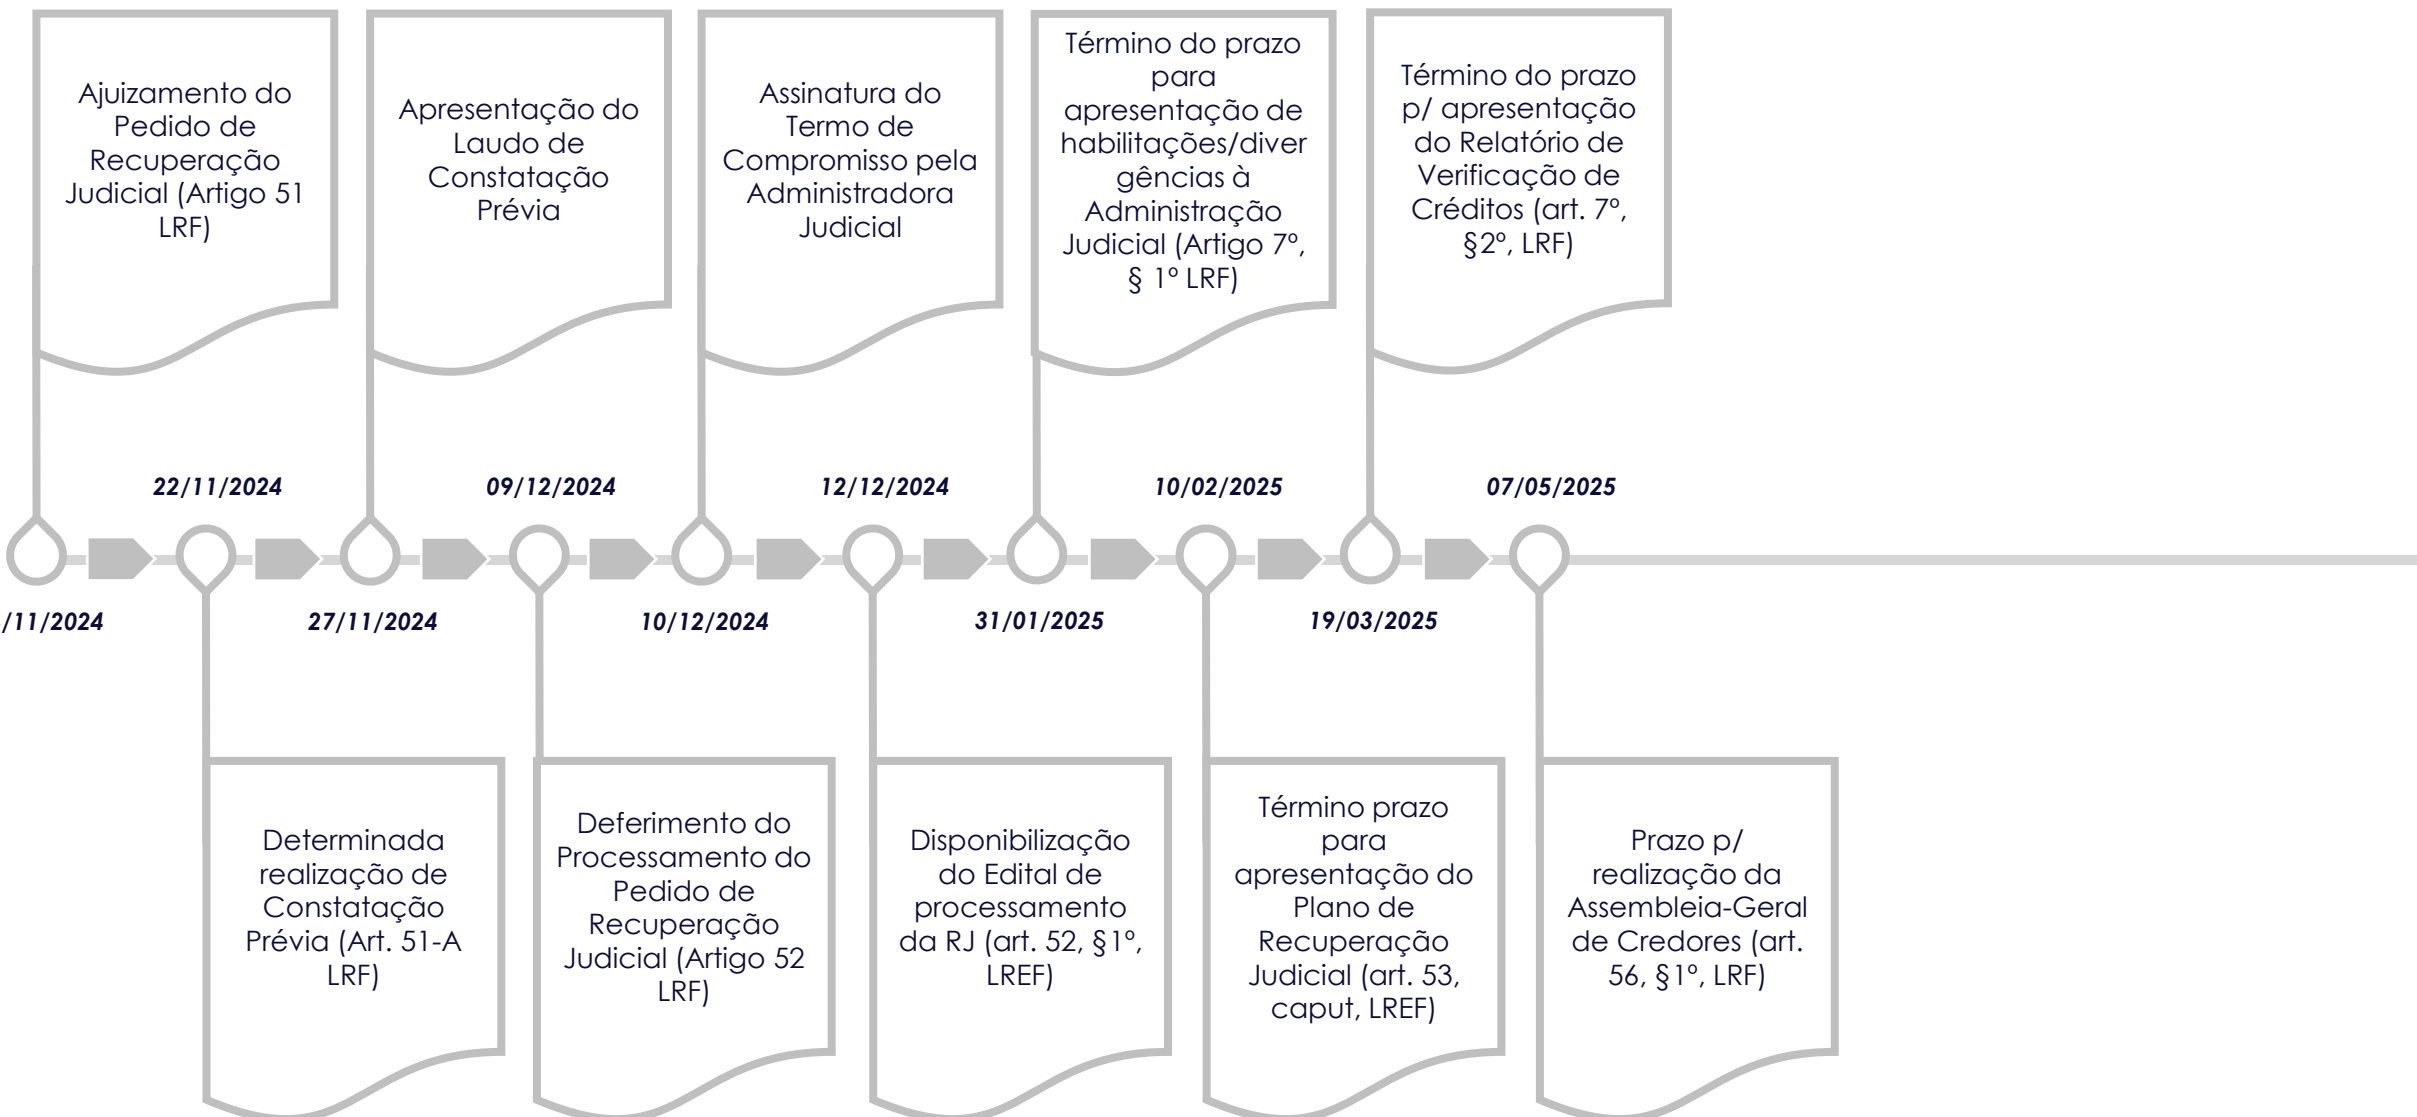 Ajuizamento do
Pedido de
Recuperação
Judicial (Artigo 51
LRF)
Apresentação do
Laudo de
Constatação
Prévia
Assinatura do
Termo de
Compromisso pela
Administradora
Judicial
Término do prazo
para
apresentação de
habilitações/diver
gências à
Administração
Judicial (Artigo 7º,
§ 1º LRF)
Término do prazo
p/ apresentação
do Relatório de
Verificação de
Créditos (art. 7º,
§2º, LRF)
22/11/2024
09/12/2024
12/12/2024
10/02/2025
07/05/2025
/11/2024
27/11/2024
10/12/2024
31/01/2025
19/03/2025
Determinada
realização de
Constatação
Prévia (Art. 51-A
LRF)
Deferimento do
Processamento do
Pedido de
Recuperação
Judicial (Artigo 52
LRF)
Disponibilização
do Edital de
processamento
da RJ (art. 52, §1º,
LREF)
Término prazo
para
apresentação do
Plano de
Recuperação
Judicial (art. 53,
caput, LREF)
Prazo p/
realização da
Assembleia-Geral
de Credores (art.
56, §1º, LRF)